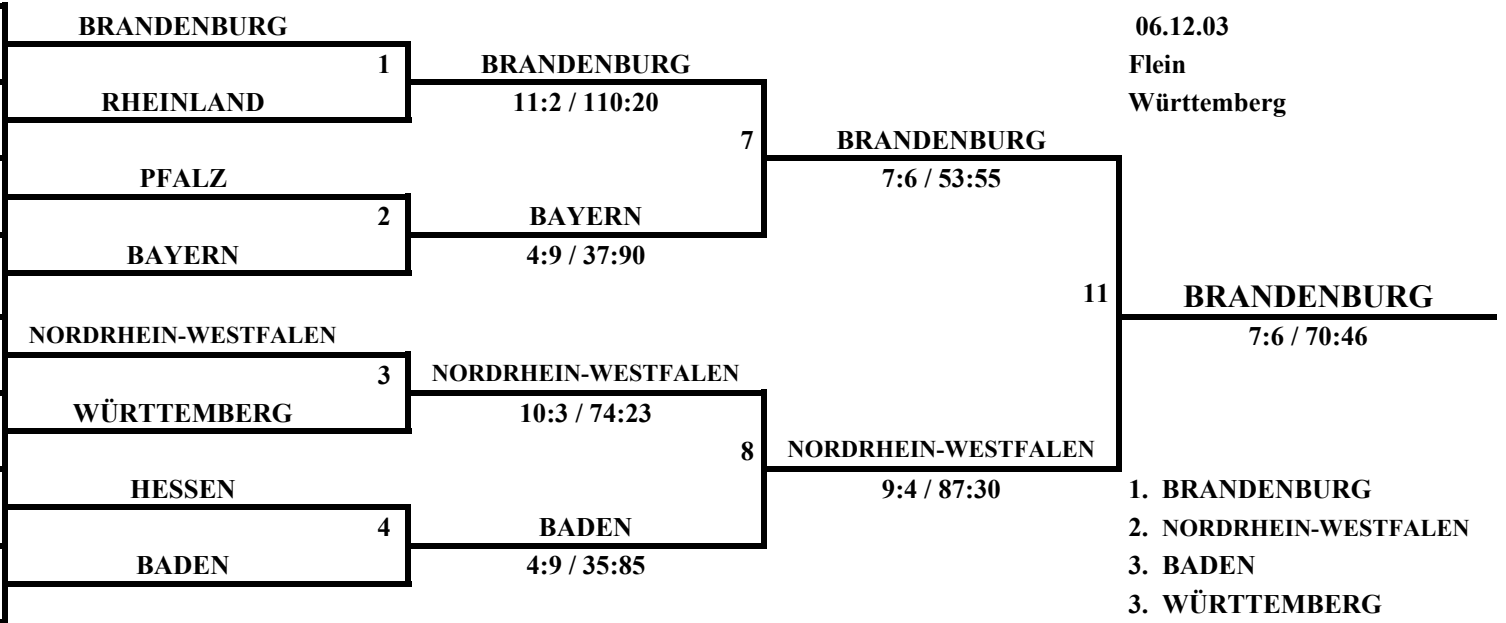 BRANDENBURG
06.12.03
1
BRANDENBURG
Flein
RHEINLAND
11:2 / 110:20
Württemberg
7
BRANDENBURG
PFALZ
7:6 / 53:55
2
BAYERN
BAYERN
4:9 / 37:90
11
BRANDENBURG
NORDRHEIN-WESTFALEN
7:6 / 70:46
3
NORDRHEIN-WESTFALEN
WÜRTTEMBERG
10:3 / 74:23
8
NORDRHEIN-WESTFALEN
HESSEN
9:4 / 87:30
1. BRANDENBURG
4
BADEN
2. NORDRHEIN-WESTFALEN
BADEN
4:9 / 35:85
3. BADEN
3. WÜRTTEMBERG